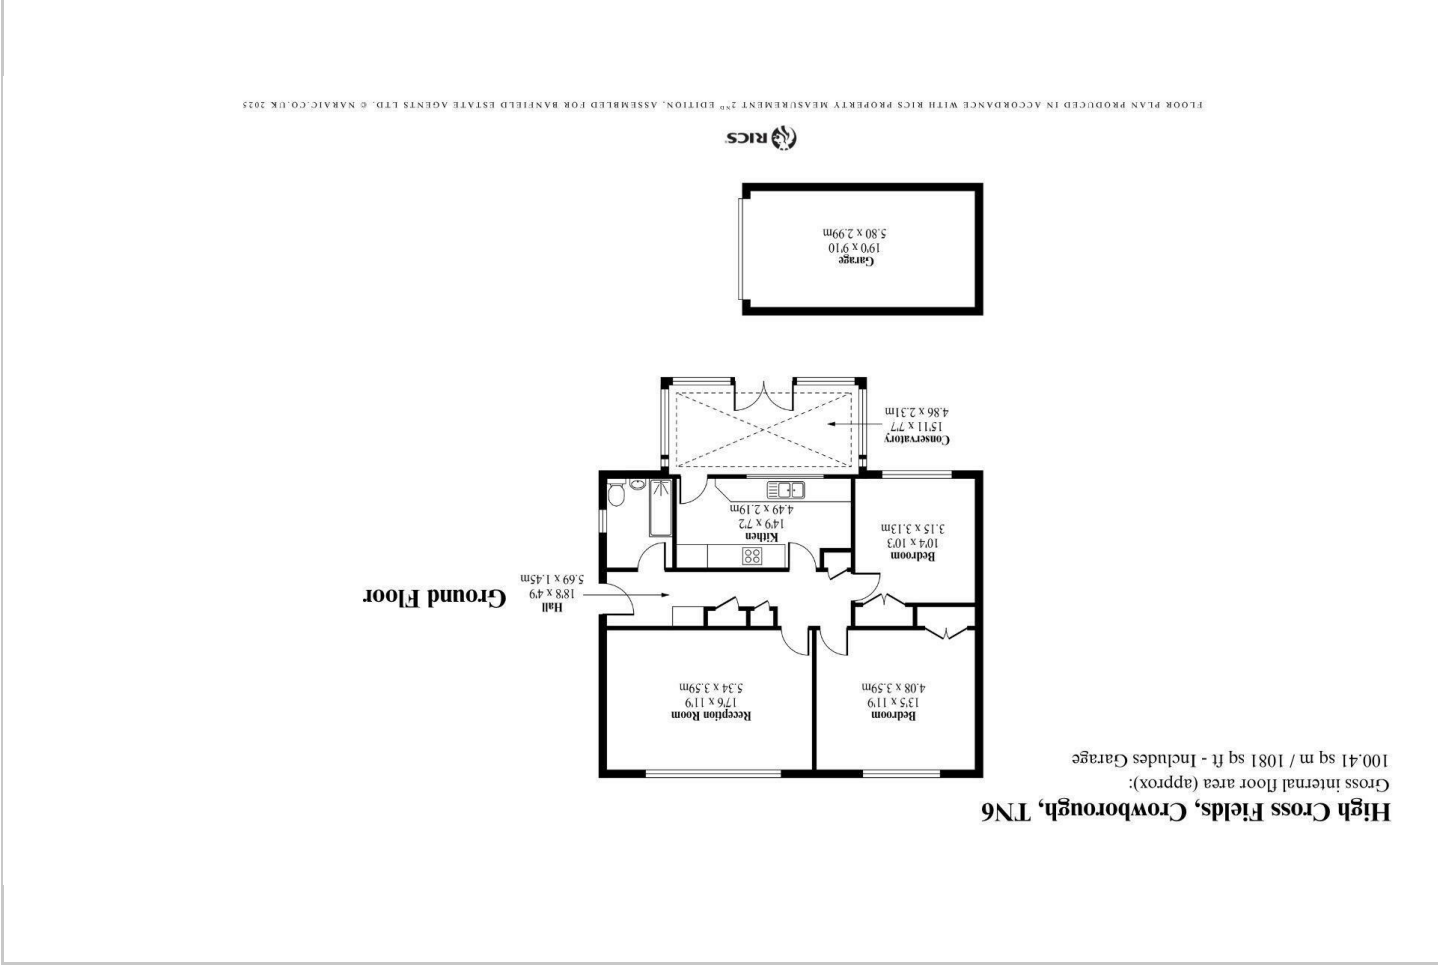 High Cross Fields, Crowborough, TN6
Gross internal floor area (approx):
100.41 sq m / 1081 sq ft - Includes Garage
Bedroom
13'5 x 11'9
4.08 x 3.59m
Reception Room
17'6 x 11'9
5.34 x 3.59m
Hall
18'8 x 4'9
5.69 x 1.45m
Ground Floor
Bedroom
10'4 x 10'3
3.15 x 3.13m
Kithen
14'9 x 7'2
4.49 x 2.19m
Conservatory
15'11 x 7'7
4.86 x 2.31m
Garage
19'0 x 9'10
5.80 x 2.99m
RICS
FLOOR PLAN PRODUCED IN ACCORDANCE WITH RICS PROPERTY MEASUREMENT 2ND EDITION, ASSEMBLED FOR BANFIELD ESTATE AGENTS LTD. © NARAIC.CO.UK 2025